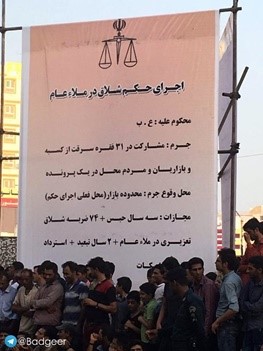 اجرای حکم شلاق در ملاء عام
محکوم علیه : ع . ب
جرم : مشارکت در ۳۱ فقره سرقت از کسبه
و بازاریان و مردم محل در یک پرونده
محل وقوع جرم : محدوده بازار (محل فعلی اجرای حکم)
مجازات : سه سال حبس + ۷۴ ضربه شلاق
تعزیری در ملاء عام + ۲ سال تبعید + استرداد
@Badgeer